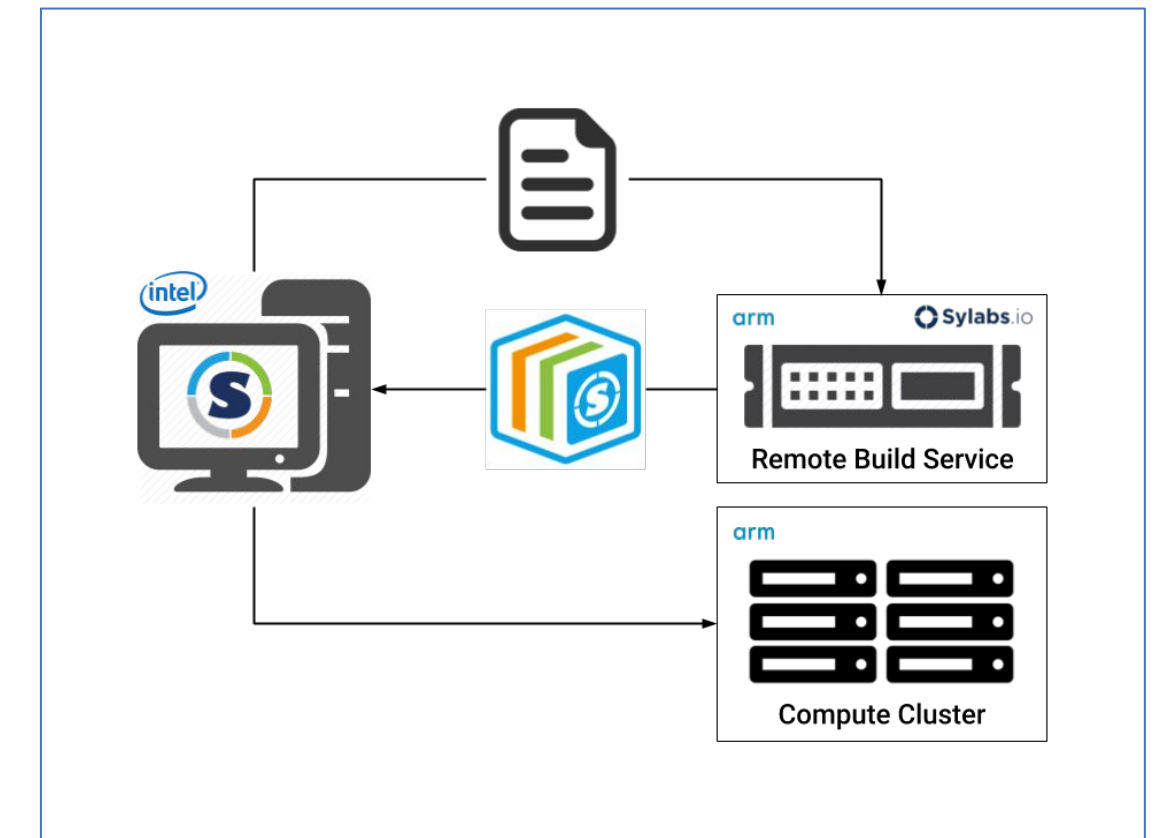 intel
S
arm
Sylabs.io
S
Remote Build Service
arm
Compute Cluster